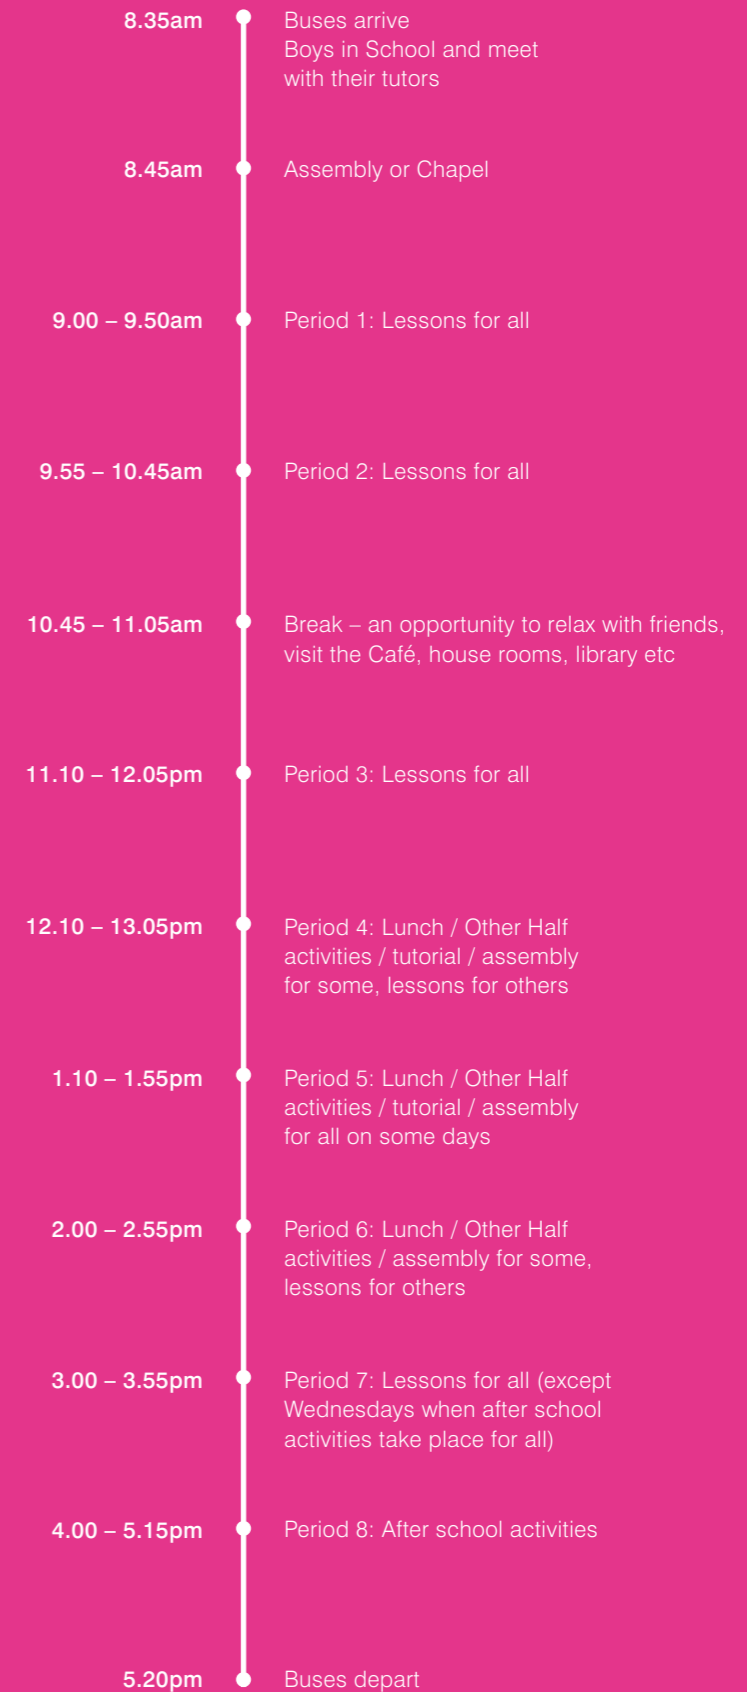 8.35am Buses arrive
Boys in School and meet
with their tutors
8.45am Assembly or Chapel
9.00 – 9.50am Period 1: Lessons for all
9.55 – 10.45am Period 2: Lessons for all
10.45 – 11.05am Break – an opportunity to relax with friends,
visit the Café, house rooms, library etc
11.10 – 12.05pm Period 3: Lessons for all
12.10 – 13.05pm Period 4: Lunch / Other Half
activities / tutorial / assembly
for some, lessons for others
1.10 – 1.55pm Period 5: Lunch / Other Half
activities / tutorial / assembly
for all on some days
2.00 – 2.55pm Period 6: Lunch / Other Half
activities / assembly for some,
lessons for others
3.00 – 3.55pm Period 7: Lessons for all (except
Wednesdays when after school
activities take place for all)
4.00 – 5.15pm Period 8: After school activities
5.20pm Buses depart